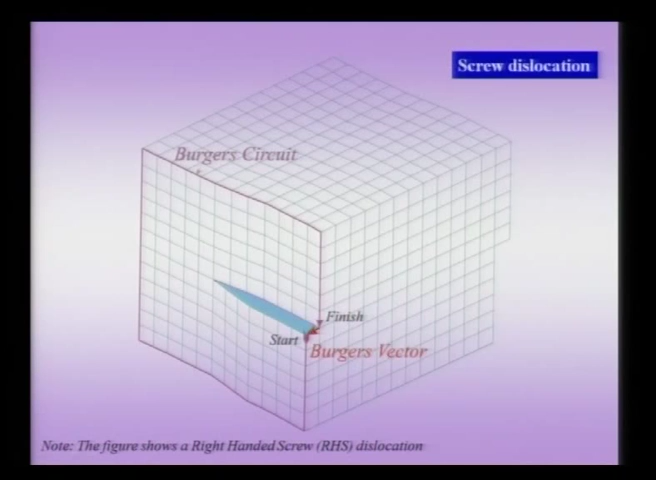 Screw dislocation
Burgers Circuit
Finish
Start
Burgers Vector
Note: The figure shows a Right Handed Screw (RHS) dislocation